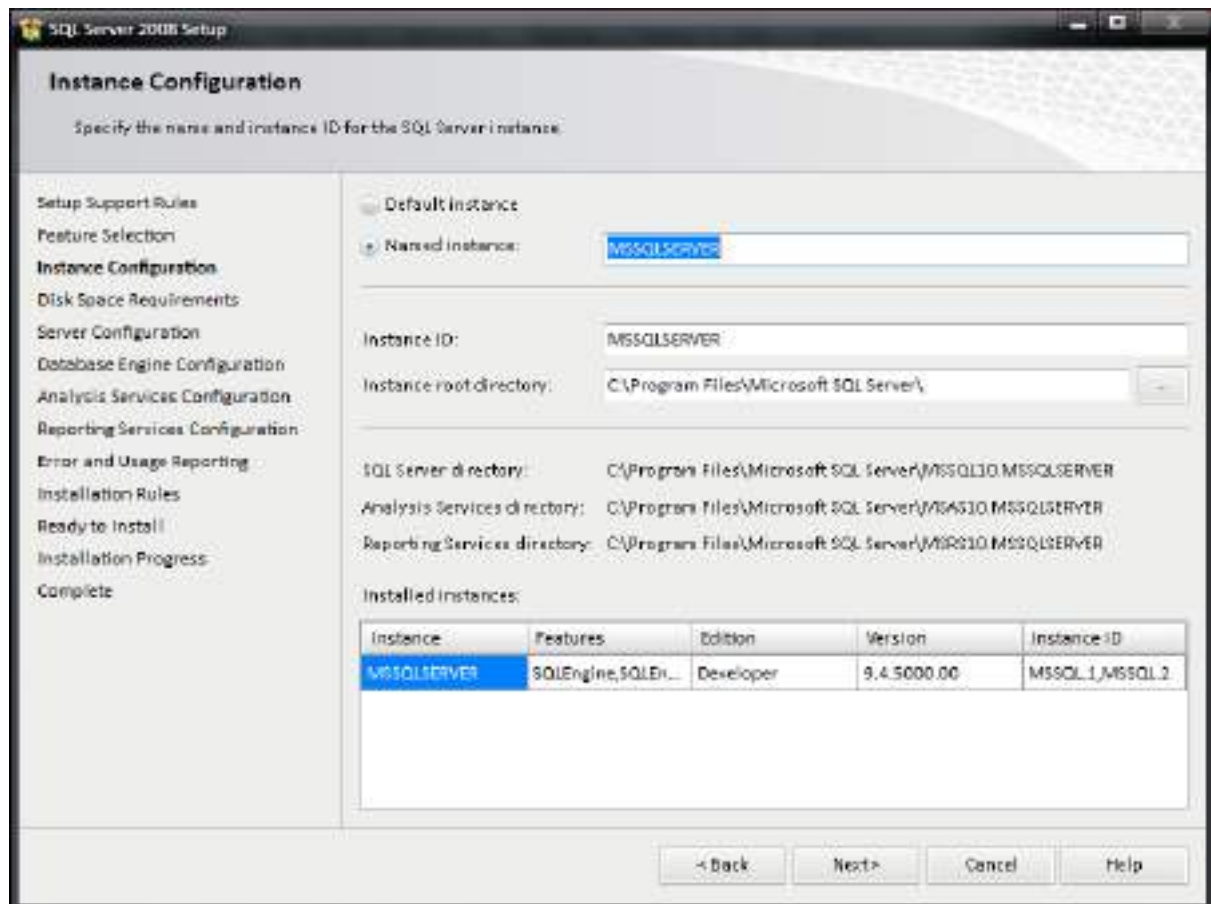 SQL Server 2008 Setup
Instance Configuration
Specify the name and instance ID for the SQL Server instance.
Setup Support Rules
Feature Selection
Instance Configuration
Disk Space Requirements
Server Configuration
Database Engine Configuration
Analysis Services Configuration
Reporting Services Configuration
Error and Usage Reporting
Installation Rules
Ready to Install
Installation Progress
Complete
Default instance
Named instance: MSSQLSERVER
Instance ID: MSSQLSERVER
Instance root directory: C:\Program Files\Microsoft SQL Server\ ...
SQL Server directory: C:\Program Files\Microsoft SQL Server\MSSQL10.MSSQLSERVER
Analysis Services directory: C:\Program Files\Microsoft SQL Server\MSAS10.MSSQLSERVER
Reporting Services directory: C:\Program Files\Microsoft SQL Server\MSRS10.MSSQLSERVER
Installed instances:
Instance Features Edition Version Instance ID
MSSQLSERVER SQLEngine,SQLEn... Developer 9.4.5000.00 MSSQL.1,MSSQL.2
< Back Next > Cancel Help